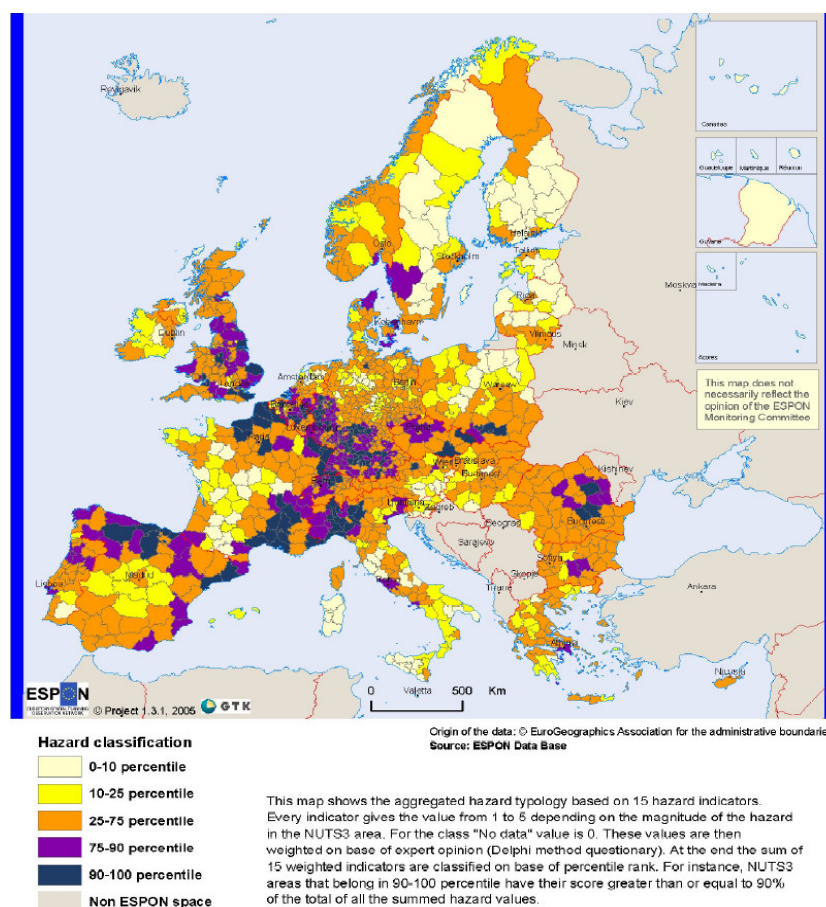 Reykjavik
Canarias
Guadeloupe Martinique Réunion
Guyane
Madeira
Acores
Oslo
Helsinki
Tallinn
Stockholm
Riga
Moskva
Dublin
København
Vilnius
Minsk
London
Amsterdam
Berlin
Warsaw
This map does not
necessarily reflect the
opinion of the ESPON
Monitoring Committee
Kiev
Paris
Wien
Bratislava
Budapest
Kishinev
Bern
Ljubljana
Zagreb
Beograd
Bucuresti
Sarajevo
Sofiya
Skopje
Tirane
Roma
Madrid
Lisboa
Ankara
Athinai
Nicosia
Valetta
ESPON
© Project 1.3.1, 2005 GTK
0 500 Km
Origin of the data: © EuroGeographics Association for the administrative boundarie
Source: ESPON Data Base
Hazard classification
0-10 percentile
10-25 percentile
25-75 percentile
75-90 percentile
90-100 percentile
Non ESPON space
This map shows the aggregated hazard typology based on 15 hazard indicators.
Every indicator gives the value from 1 to 5 depending on the magnitude of the hazard
in the NUTS3 area. For the class "No data" value is 0. These values are then
weighted on base of expert opinion (Delphi method questionary). At the end the sum of
15 weighted indicators are classified on base of percentile rank. For instance, NUTS3
areas that belong in 90-100 percentile have their score greater than or equal to 90%
of the total of all the summed hazard values.